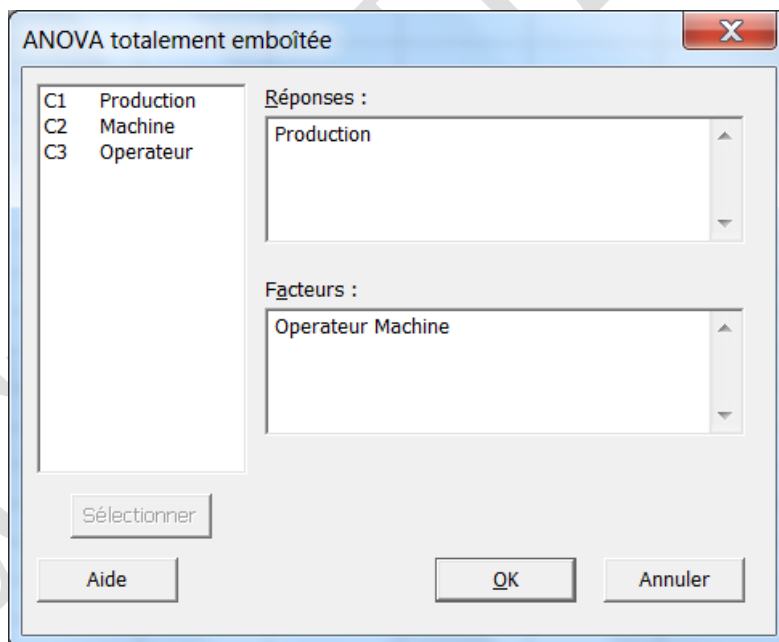 ANOVA totalement emboîtée
C1 Production
C2 Machine
C3 Operateur
Réponses :
Production
Facteurs :
Operateur Machine
Sélectionner
Aide
OK
Annuler